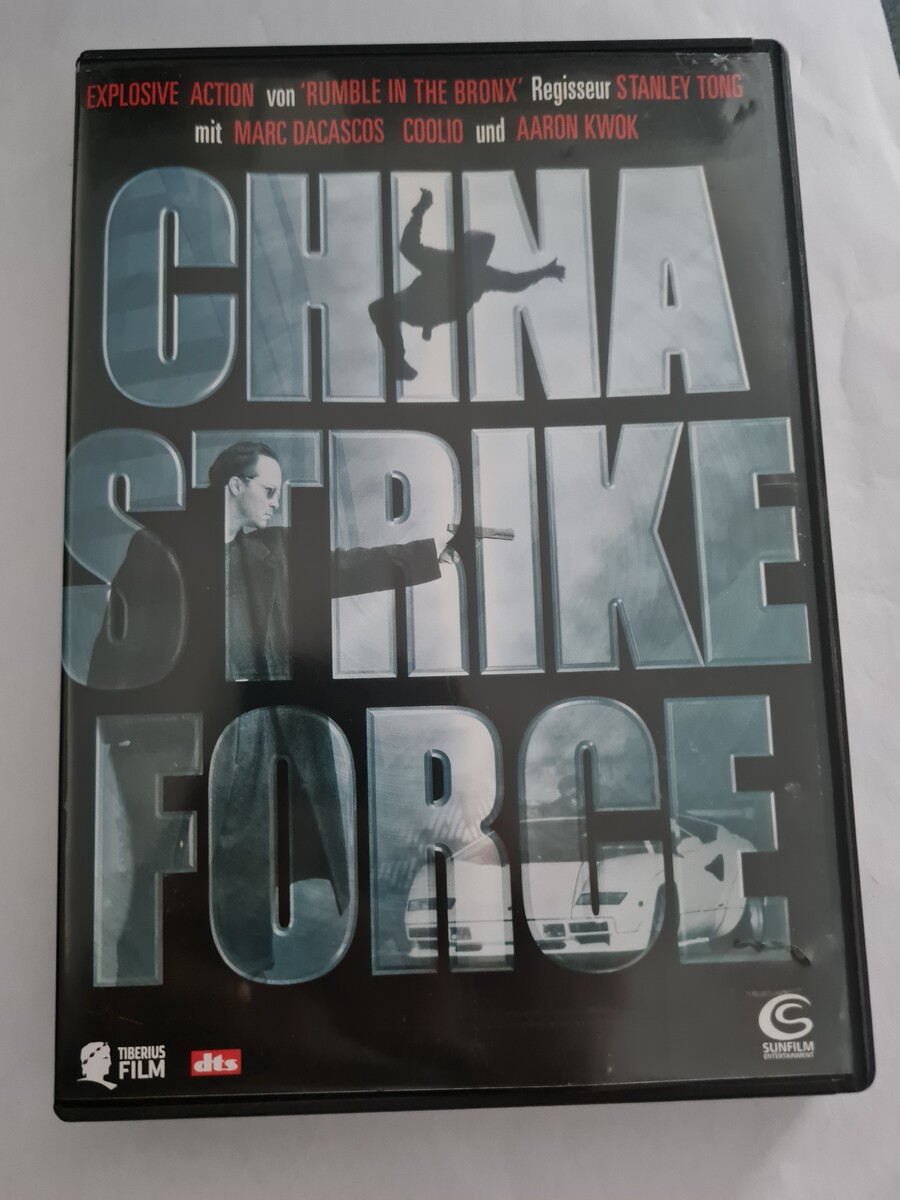 EXPLOSIVE ACTION von 'RUMBLE IN THE BRONX' Regisseur STANLEY TONG
mit MARC DACASCOS COOLIO und AARON KWOK
CHINA
STRIKE
FORCE
TIBERIUS
FILM
dts
SUNFILM
ENTERTAINMENT